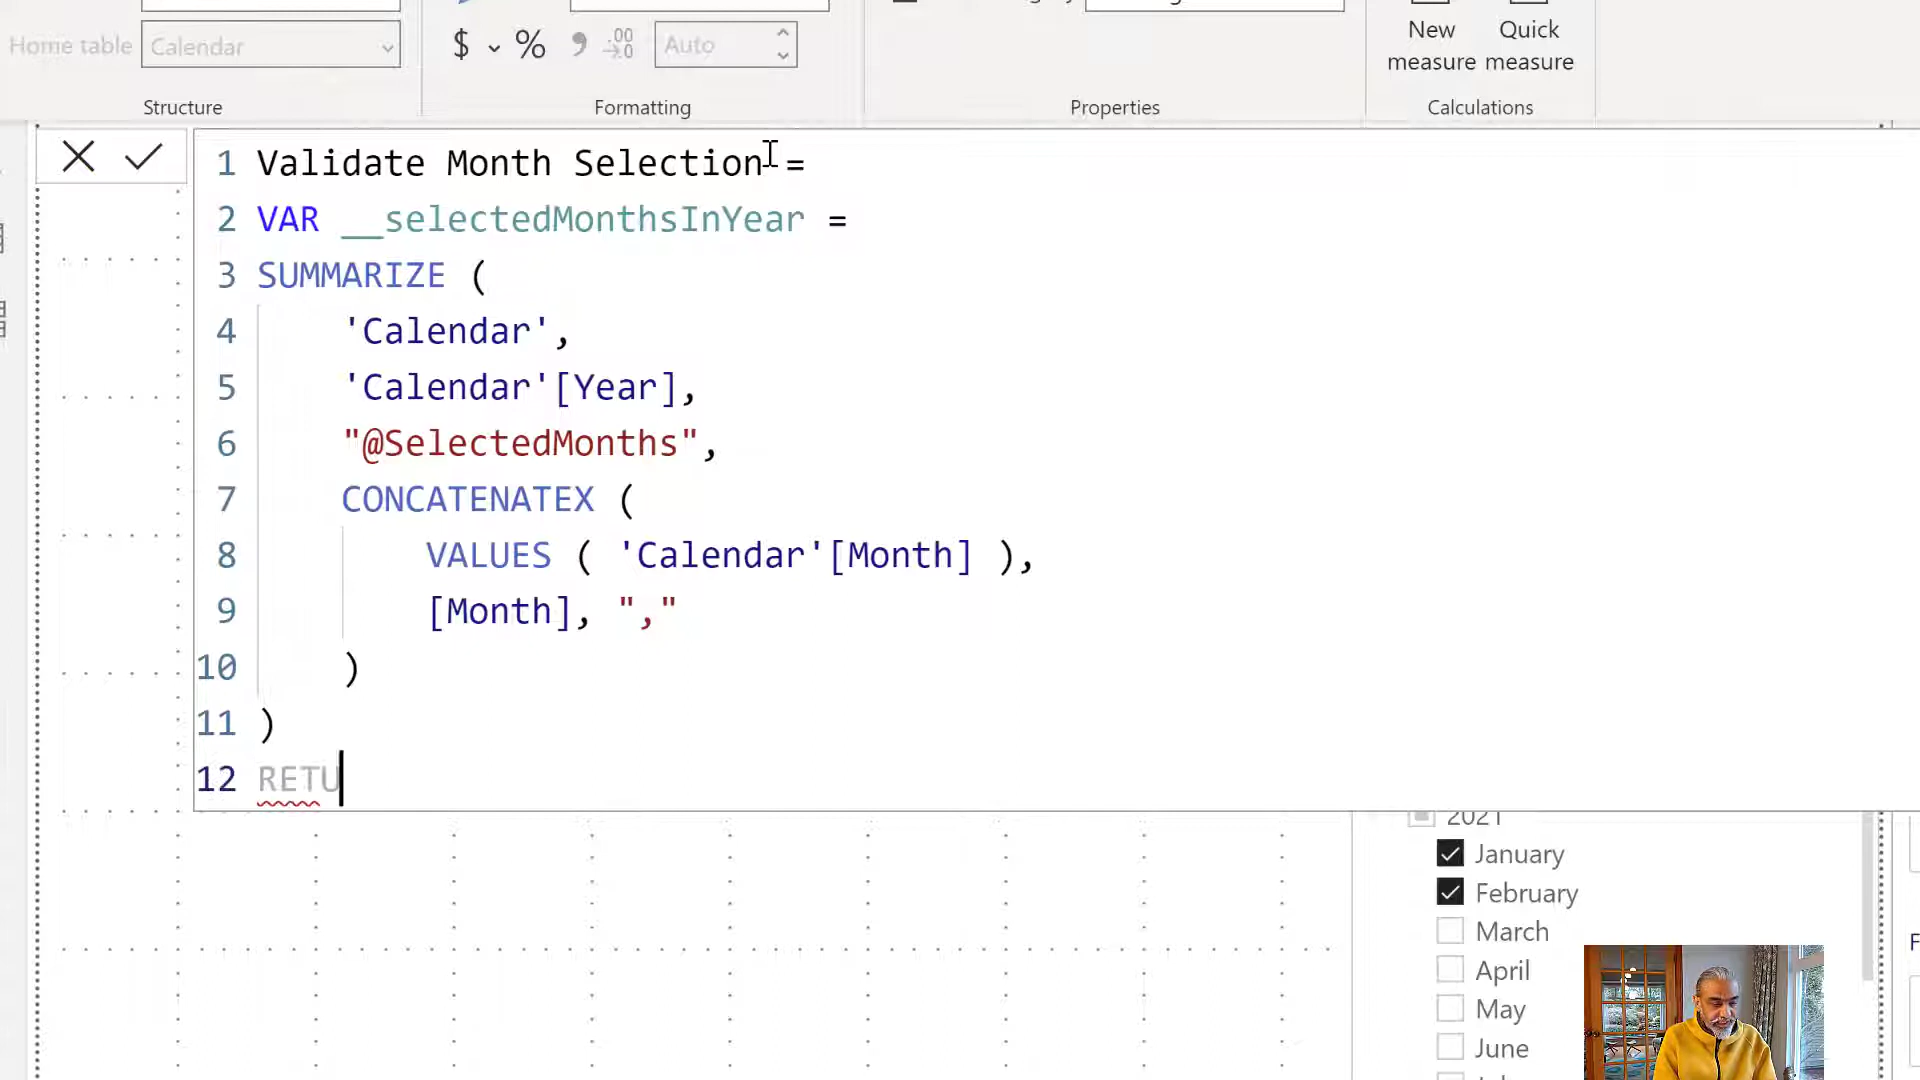 Home table Calendar
$ % Auto
New measure
Quick measure
Structure
Formatting
Properties
Calculations
1 Validate Month Selection =
2 VAR __selectedMonthsInYear =
3 SUMMARIZE (
4 'Calendar',
5 'Calendar'[Year],
6 "@SelectedMonths",
7 CONCATENATEX (
8 VALUES ( 'Calendar'[Month] ),
9 [Month], ","
10 )
11 )
12 RETU
2021
January
February
March
April
May
June